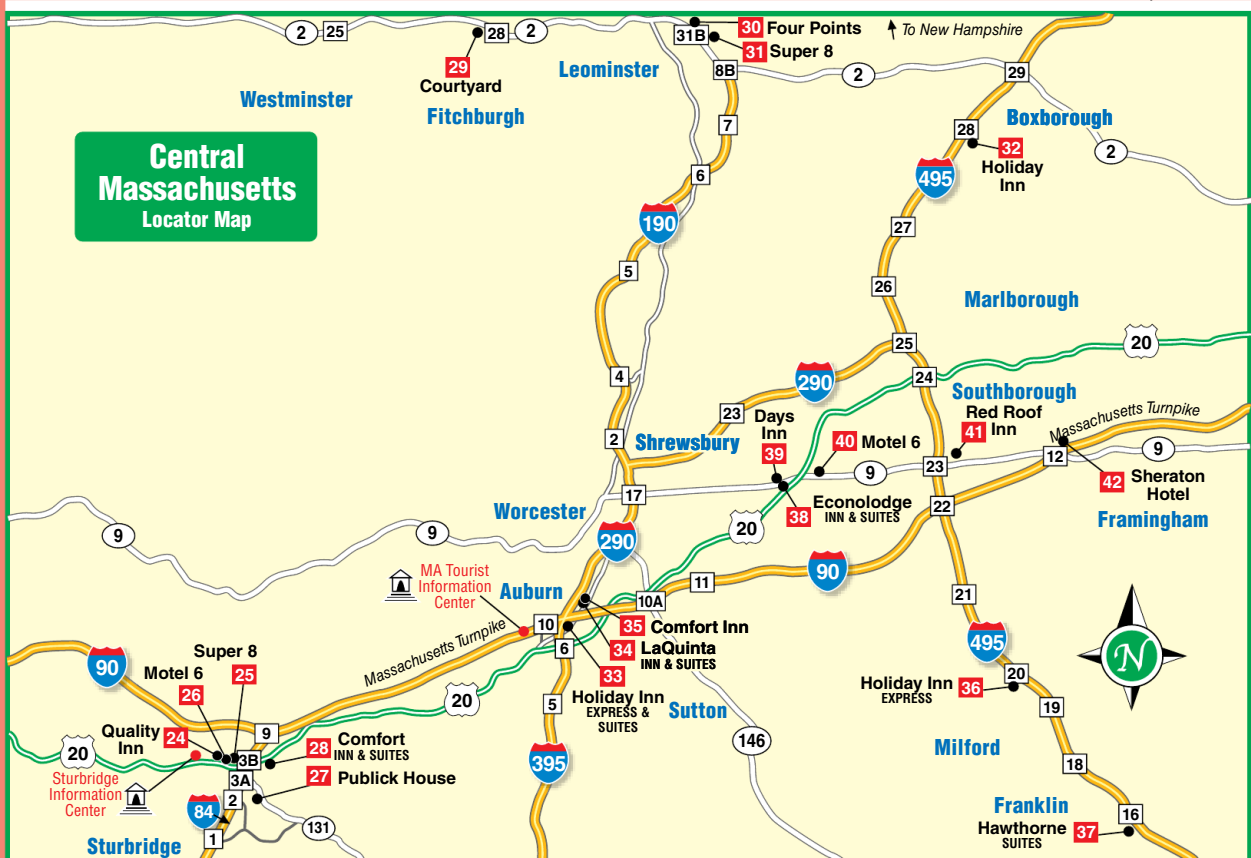 30 Four Points
To New Hampshire
2
25
28
2
31B
31 Super 8
29
Courtyard
Leominster
8B
2
29
Westminster
Fitchburgh
7
28
Boxborough
2
Central
Massachusetts
Locator Map
32
Holiday
Inn
6
495
190
27
5
26
Marlborough
25
20
4
290
24
Southborough
23
Days
Inn
Red Roof
Inn
41
Massachusetts Turnpike
2
Shrewsbury
40 Motel 6
39
9
23
12
9
42 Sheraton
Hotel
17
Econolodge
INN & SUITES
38
22
Worcester
20
Framingham
9
9
290
MA Tourist
Information
Center
Auburn
11
90
10A
21
10
35 Comfort Inn
6
34 LaQuinta
INN & SUITES
495
N
Massachusetts Turnpike
Super 8
90
Motel 6
26
25
33
Holiday Inn
EXPRESS &
SUITES
20
Holiday Inn
EXPRESS
36
20
5
Sutton
19
Quality
Inn
24
9
146
20
28 Comfort
INN & SUITES
3B
Milford
395
18
Sturbridge
Information
Center
3A
27 Publick House
2
84
Franklin
16
131
Hawthorne
SUITES
37
1
Sturbridge